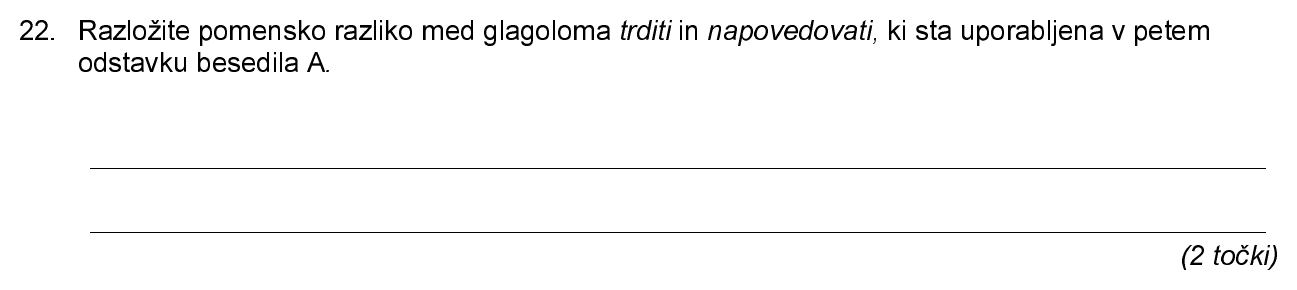 22. Razložite pomensko razliko med glagoloma trditi in napovedovati, ki sta uporabljena v petem
odstavku besedila A.
(2 točki)